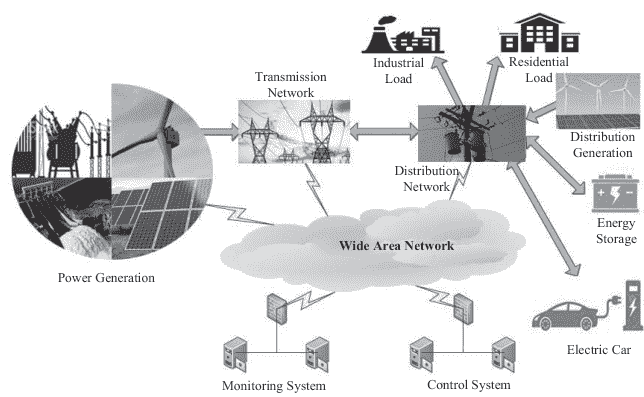 Industrial
Load
Residential
Load
Transmission
Network
Distribution
Generation
Distribution
Network
Energy
Storage
Wide Area Network
Power Generation
Electric Car
Monitoring System
Control System